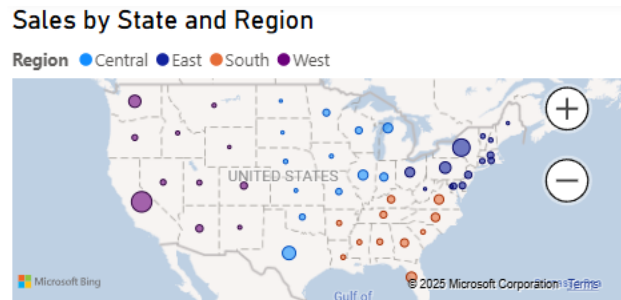 Sales by State and Region
Region Central East South West
UNITED STATES
Microsoft Bing
© 2025 Microsoft Corporation Terms
Gulf of